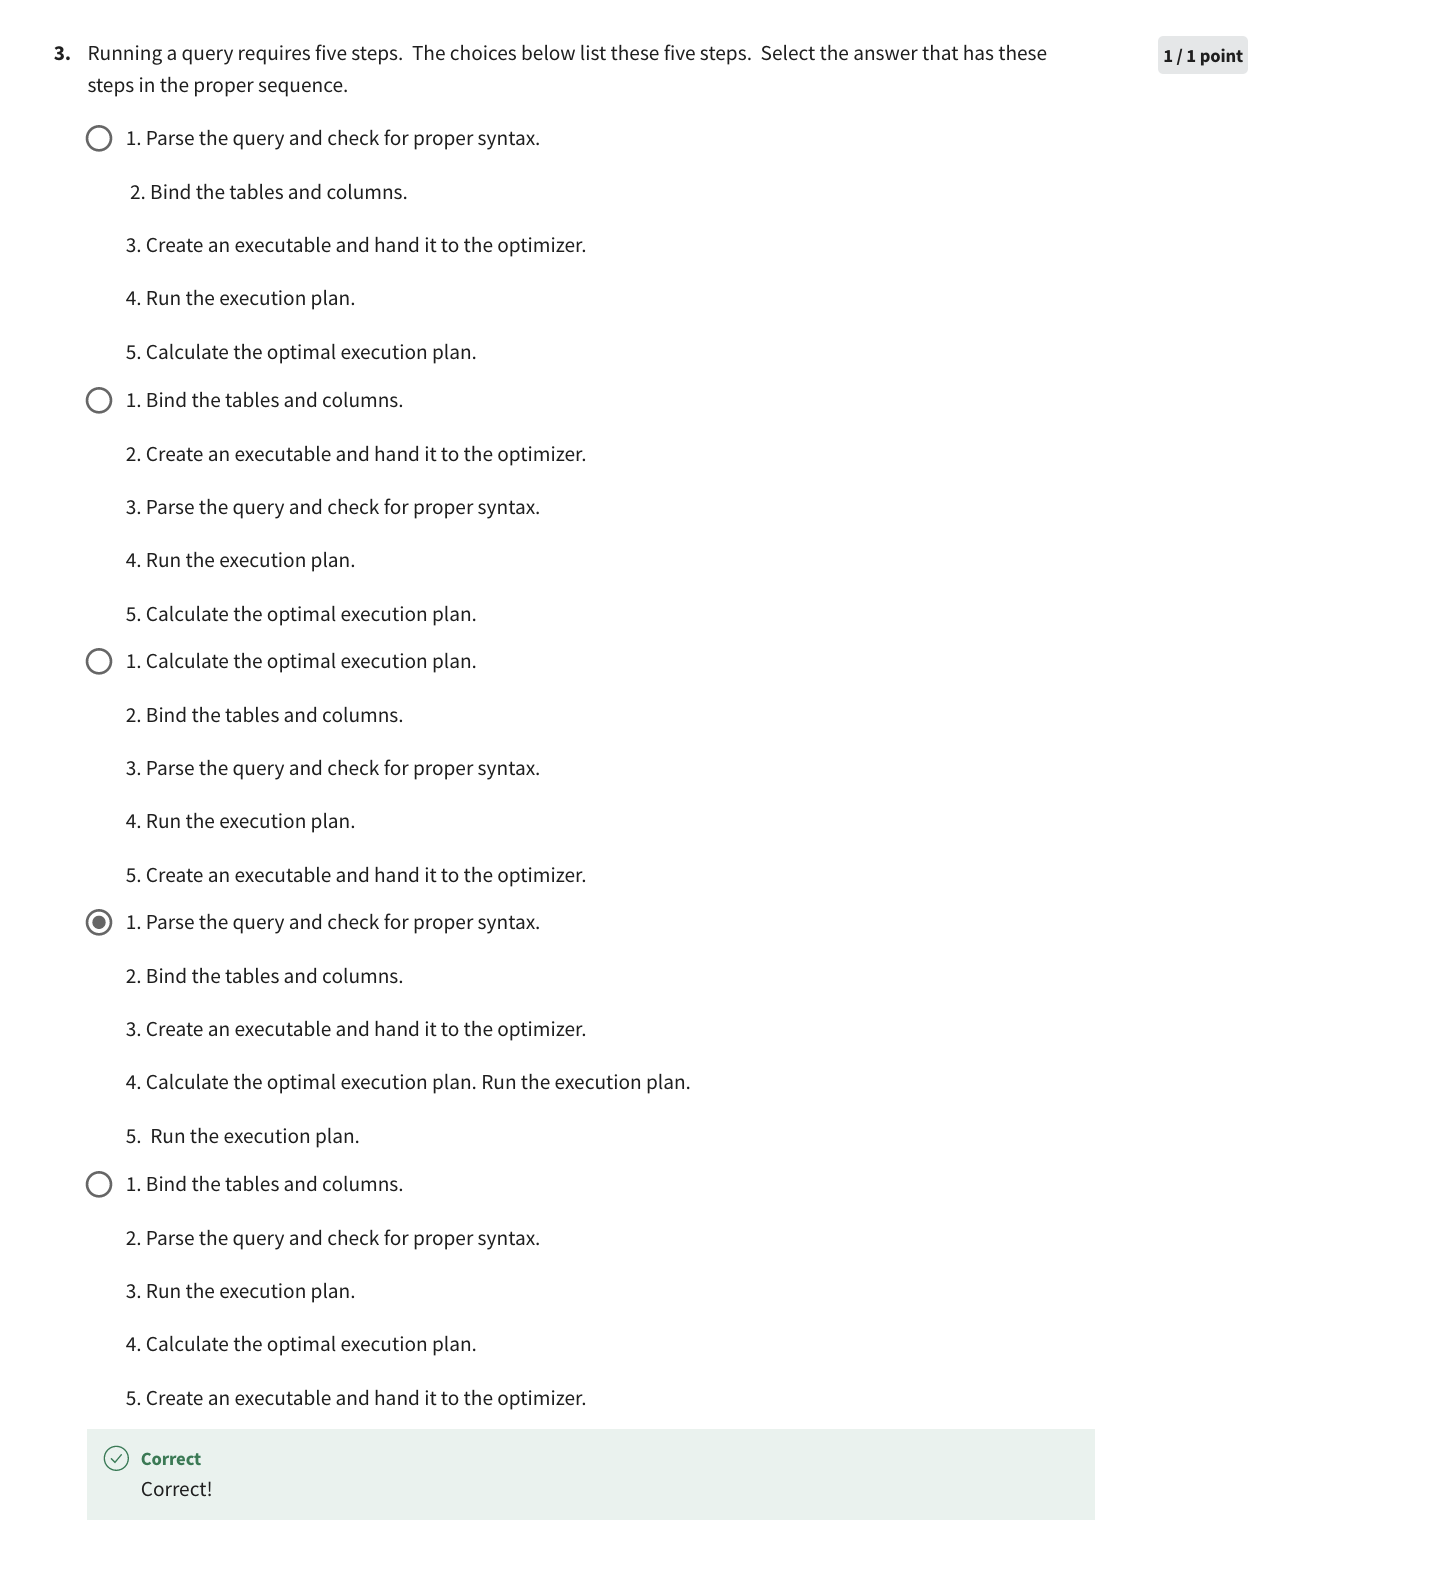 3. Running a query requires five steps.  The choices below list these five steps.  Select the answer that has these
steps in the proper sequence.
1 / 1 point
1. Parse the query and check for proper syntax.
2. Bind the tables and columns.
3. Create an executable and hand it to the optimizer.
4. Run the execution plan.
5. Calculate the optimal execution plan.
1. Bind the tables and columns.
2. Create an executable and hand it to the optimizer.
3. Parse the query and check for proper syntax.
4. Run the execution plan.
5. Calculate the optimal execution plan.
1. Calculate the optimal execution plan.
2. Bind the tables and columns.
3. Parse the query and check for proper syntax.
4. Run the execution plan.
5. Create an executable and hand it to the optimizer.
1. Parse the query and check for proper syntax.
2. Bind the tables and columns.
3. Create an executable and hand it to the optimizer.
4. Calculate the optimal execution plan. Run the execution plan.
5.  Run the execution plan.
1. Bind the tables and columns.
2. Parse the query and check for proper syntax.
3. Run the execution plan.
4. Calculate the optimal execution plan.
5. Create an executable and hand it to the optimizer.
Correct
Correct!